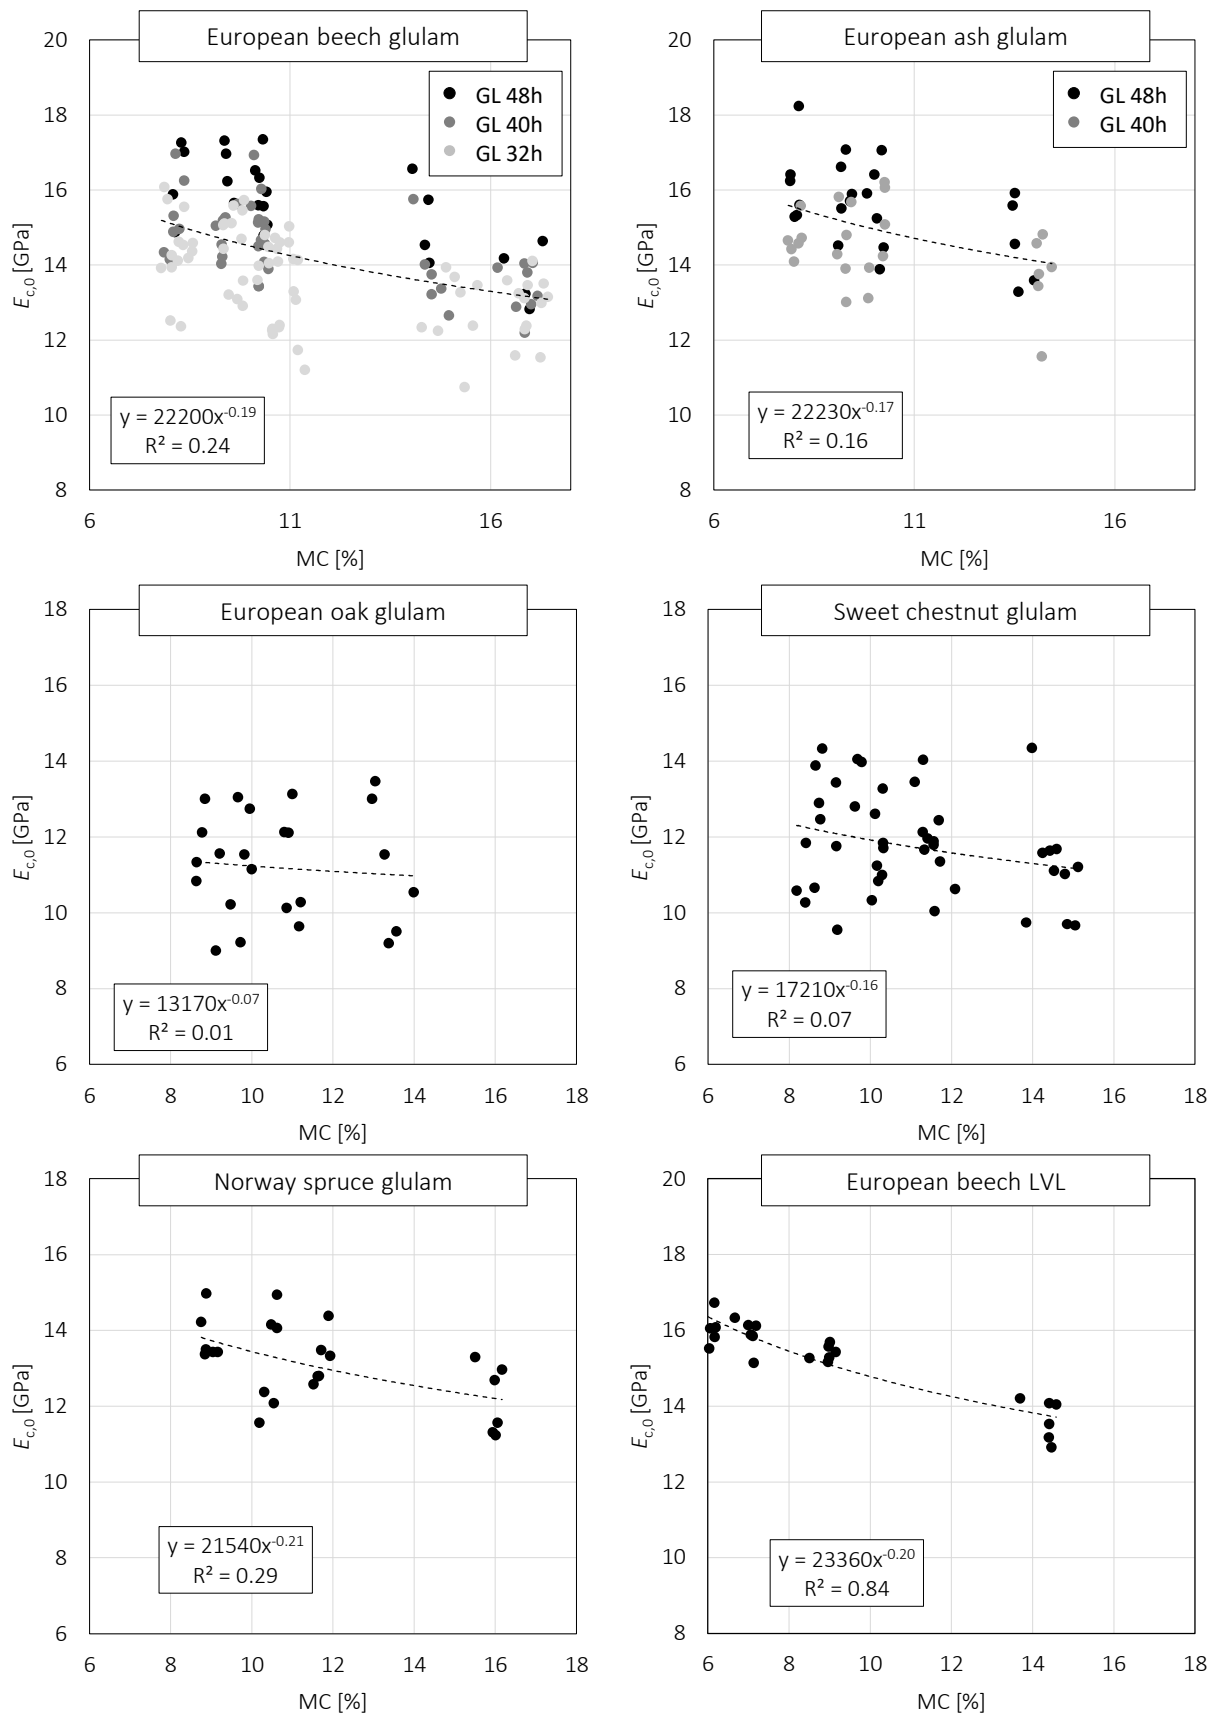 European beech glulam
20
18
16
14
12
10
8
E_c,0 [GPa]
GL 48h
GL 40h
GL 32h
y = 22200x^-0.19
R² = 0.24
6 11 16
MC [%]
European ash glulam
20
18
16
14
12
10
8
E_c,0 [GPa]
GL 48h
GL 40h
y = 22230x^-0.17
R² = 0.16
6 11 16
MC [%]
European oak glulam
18
16
14
12
10
8
6
E_c,0 [GPa]
y = 13170x^-0.07
R² = 0.01
6 8 10 12 14 16 18
MC [%]
Sweet chestnut glulam
18
16
14
12
10
8
6
E_c,0 [GPa]
y = 17210x^-0.16
R² = 0.07
6 8 10 12 14 16 18
MC [%]
Norway spruce glulam
18
16
14
12
10
8
6
E_c,0 [GPa]
y = 21540x^-0.21
R² = 0.29
6 8 10 12 14 16 18
MC [%]
European beech LVL
20
18
16
14
12
10
8
E_c,0 [GPa]
y = 23360x^-0.20
R² = 0.84
6 8 10 12 14 16 18
MC [%]